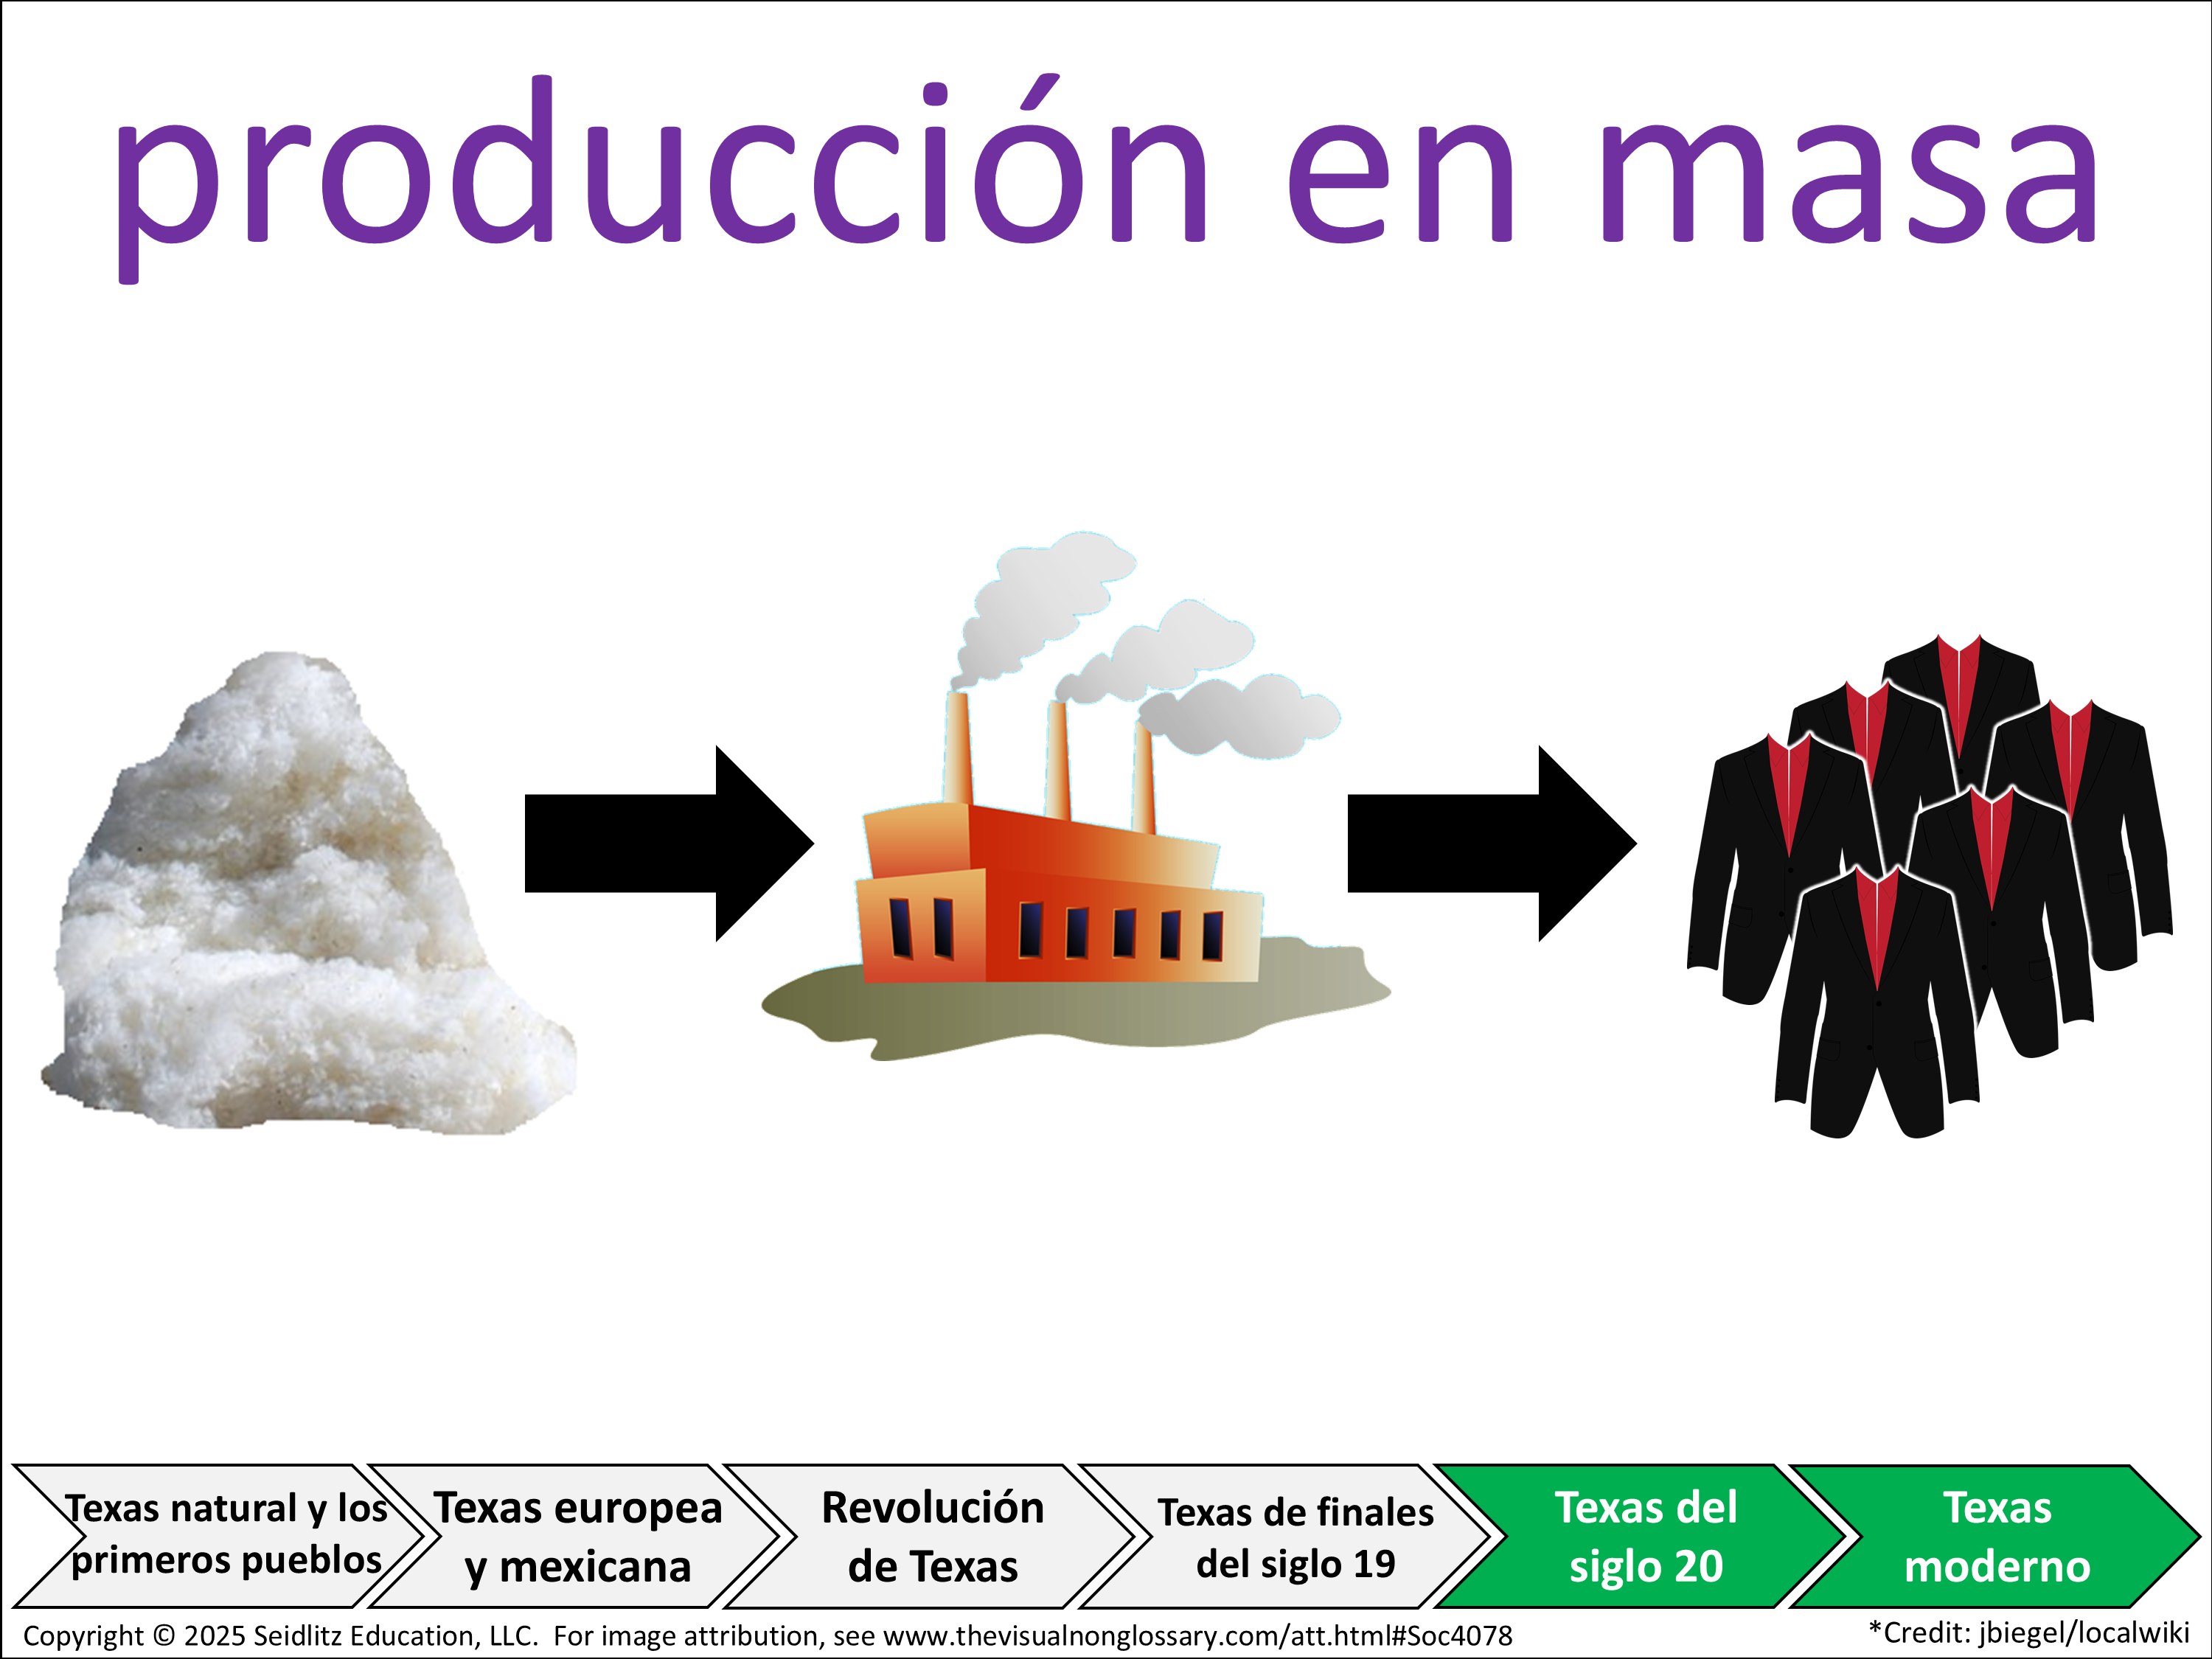 producción en masa
Texas natural y los
primeros pueblos
Texas europea
y mexicana
Revolución
de Texas
Texas de finales
del siglo 19
Texas del
siglo 20
Texas
moderno
Copyright © 2025 Seidlitz Education, LLC.  For image attribution, see www.thevisualnonglossary.com/att.html#Soc4078
*Credit: jbiegel/localwiki